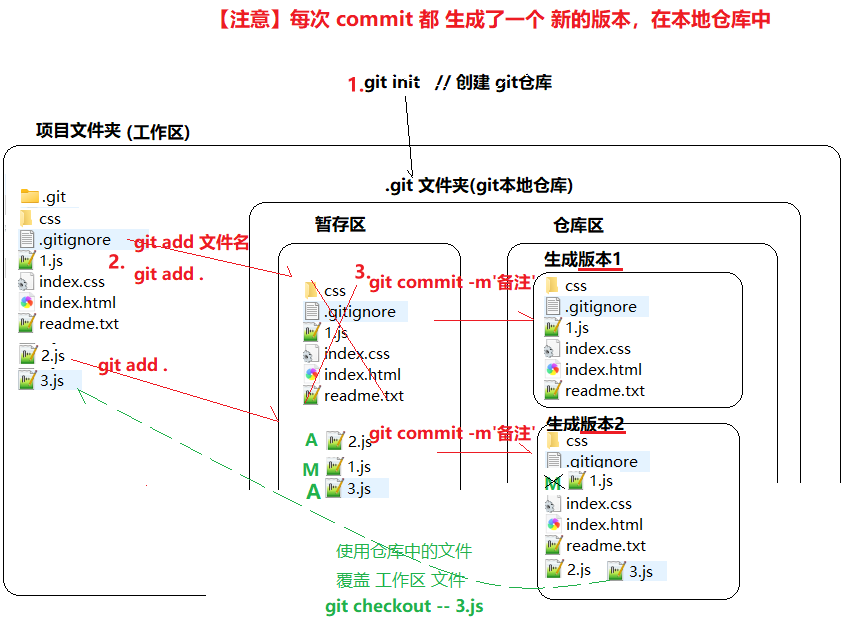 【注意】每次 commit 都 生成了一个 新的版本，在本地仓库中
1.git init // 创建 git仓库
项目文件夹 (工作区)
.git 文件夹(git本地仓库)
.git
css
.gitignore
1.js
index.css
index.html
readme.txt
2.js
3.js
git add 文件名
2.
git add .
git add .
暂存区
css
.gitignore
1.js
index.css
index.html
readme.txt
A 2.js
M 1.js
A 3.js
3.
git commit -m'备注'
git commit -m'备注'
仓库区
生成版本1
css
.gitignore
1.js
index.css
index.html
readme.txt
生成版本2
css
.gitignore
M 1.js
index.css
index.html
readme.txt
2.js 3.js
使用仓库中的文件
覆盖 工作区 文件
git checkout -- 3.js